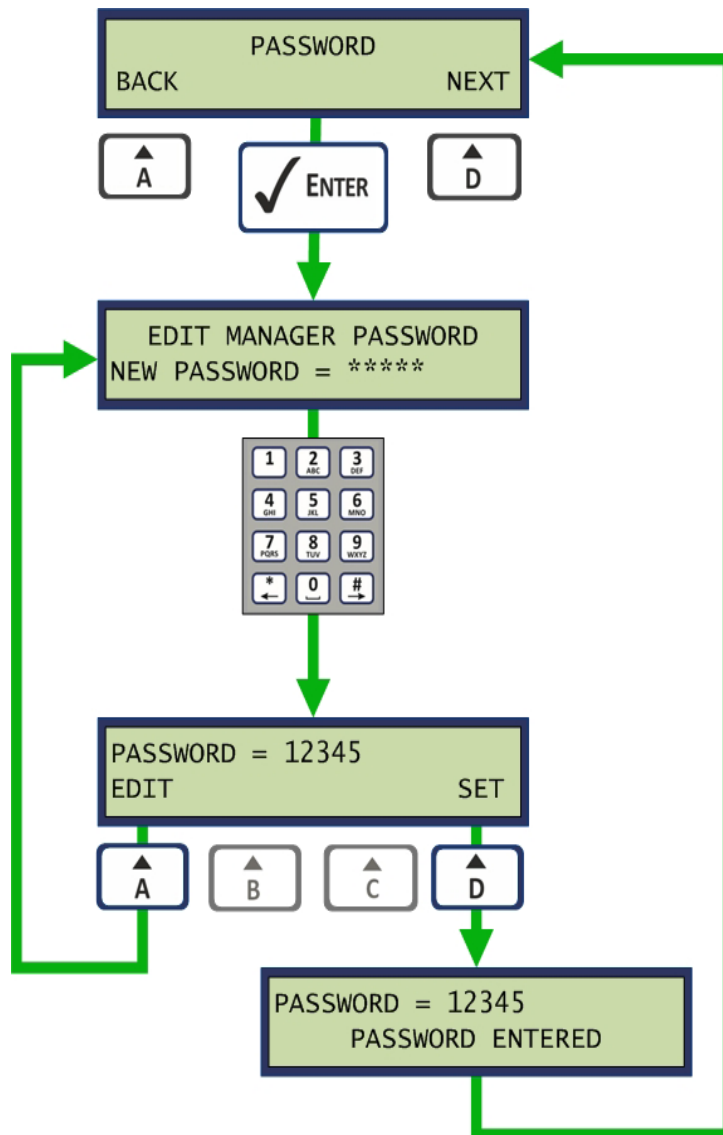 PASSWORD
BACK NEXT
A ENTER D
EDIT MANAGER PASSWORD
NEW PASSWORD = *****
1 2 ABC 3 DEF
4 GHI 5 JKL 6 MNO
7 PQRS 8 TUV 9 WXYZ
* 0 #
PASSWORD = 12345
EDIT SET
A B C D
PASSWORD = 12345
PASSWORD ENTERED